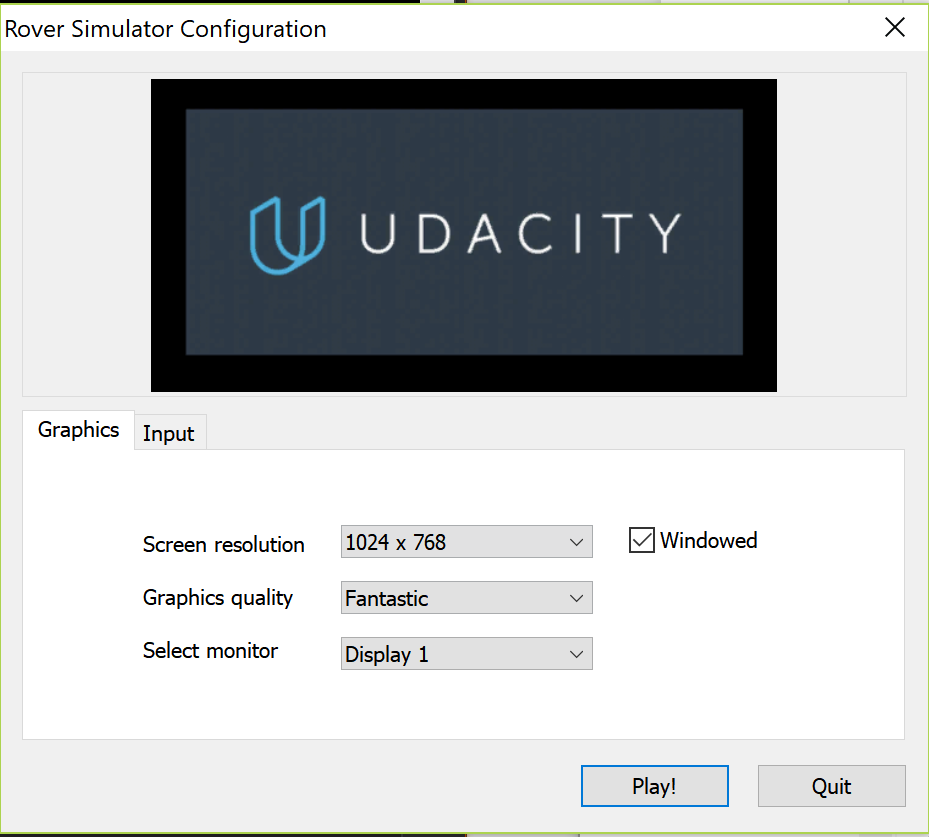 Rover Simulator Configuration
UDACITY
Graphics
Input
Screen resolution 1024 x 768 Windowed
Graphics quality Fantastic
Select monitor Display 1
Play! Quit